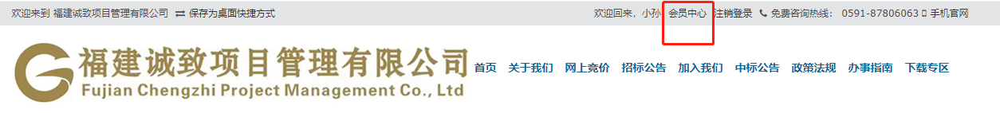 欢迎来到 福建诚致项目管理有限公司 ⇌ 保存为桌面快捷方式 欢迎回来，小孙 会员中心 注销登录 免费咨询热线： 0591-87806063 手机官网
福建诚致项目管理有限公司
Fujian Chengzhi Project Management Co., Ltd
首页 关于我们 网上竞价 招标公告 加入我们 中标公告 政策法规 办事指南 下载专区